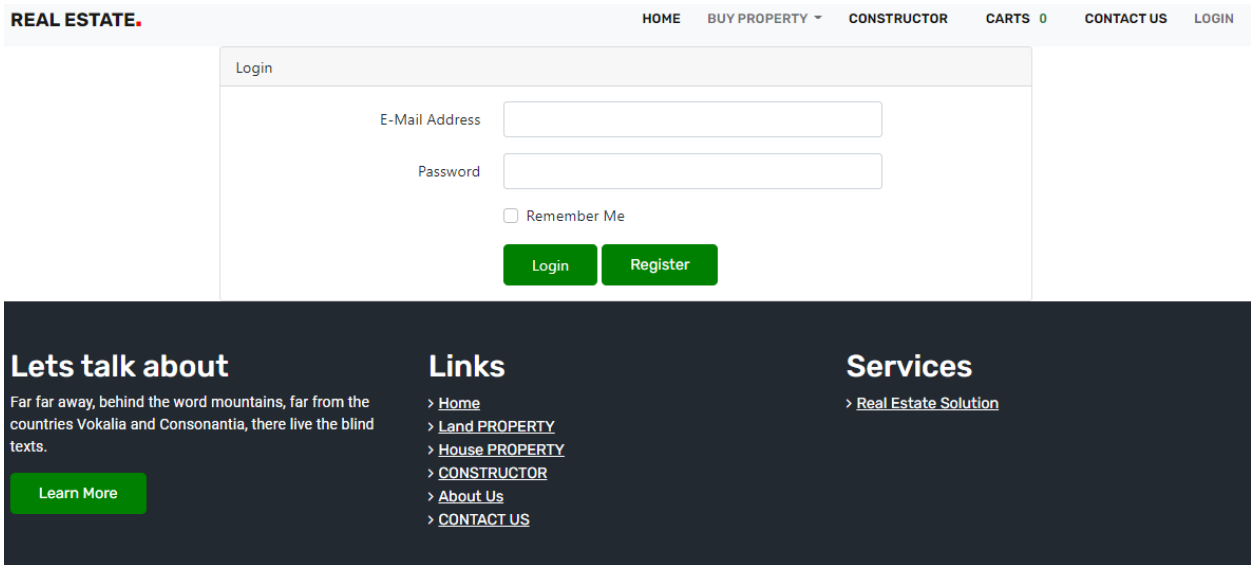 REAL ESTATE.
HOME BUY PROPERTY CONSTRUCTOR CARTS 0 CONTACT US LOGIN
Login
E-Mail Address
Password
Remember Me
Login Register
Lets talk about
Far far away, behind the word mountains, far from the
countries Vokalia and Consonantia, there live the blind
texts.
Learn More
Links
> Home
> Land PROPERTY
> House PROPERTY
> CONSTRUCTOR
> About Us
> CONTACT US
Services
> Real Estate Solution